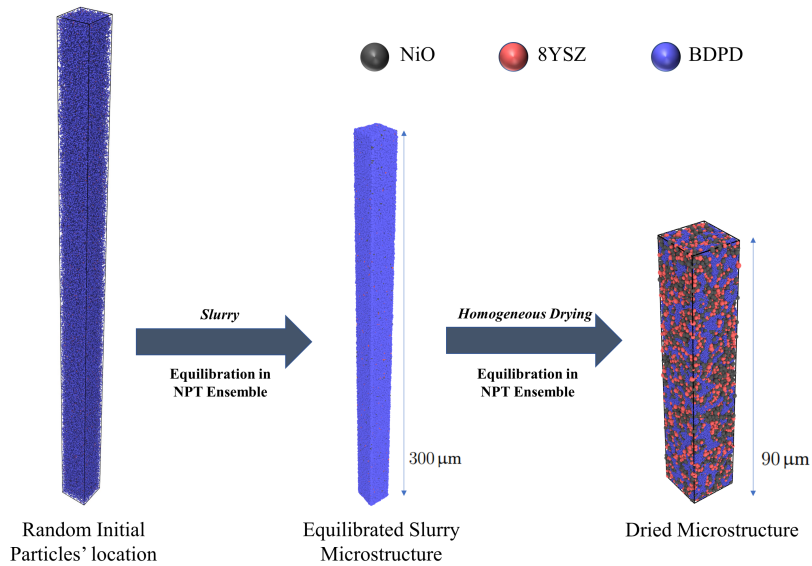 NiO
8YSZ
BDPD
Slurry
Equilibration in
NPT Ensemble
Homogeneous Drying
Equilibration in
NPT Ensemble
300 μm
90 μm
Random Initial
Particles’ location
Equilibrated Slurry
Microstructure
Dried Microstructure